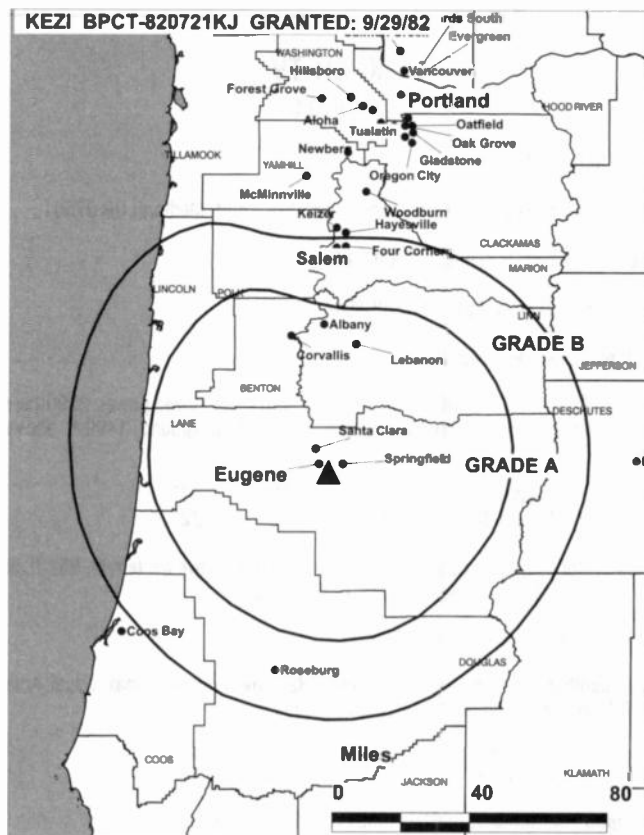 KEZI BPCT-820721KJ GRANTED: 9/29/82
rds South
Evergreen
WASHINGTON
Vancouver
Hillsboro
Forest Grove
Portland
HOOD RIVER
Aloha
Tualatin
Oatfield
Oak Grove
Newberg
Gladstone
TILLAMOOK
YAMHILL
Oregon City
McMinnville
Woodburn
Keizer
Hayesville
CLACKAMAS
Four Corner
Salem
MARION
LINCOLN
POLK
LINN
Albany
GRADE B
Corvallis
Lebanon
JEFFERSON
BENTON
DESCHUTES
LANE
Santa Clara
Eugene
Springfield
GRADE A
Coos Bay
DOUGLAS
Roseburg
Miles
COOS
JACKSON
KLAMATH
0 40 80